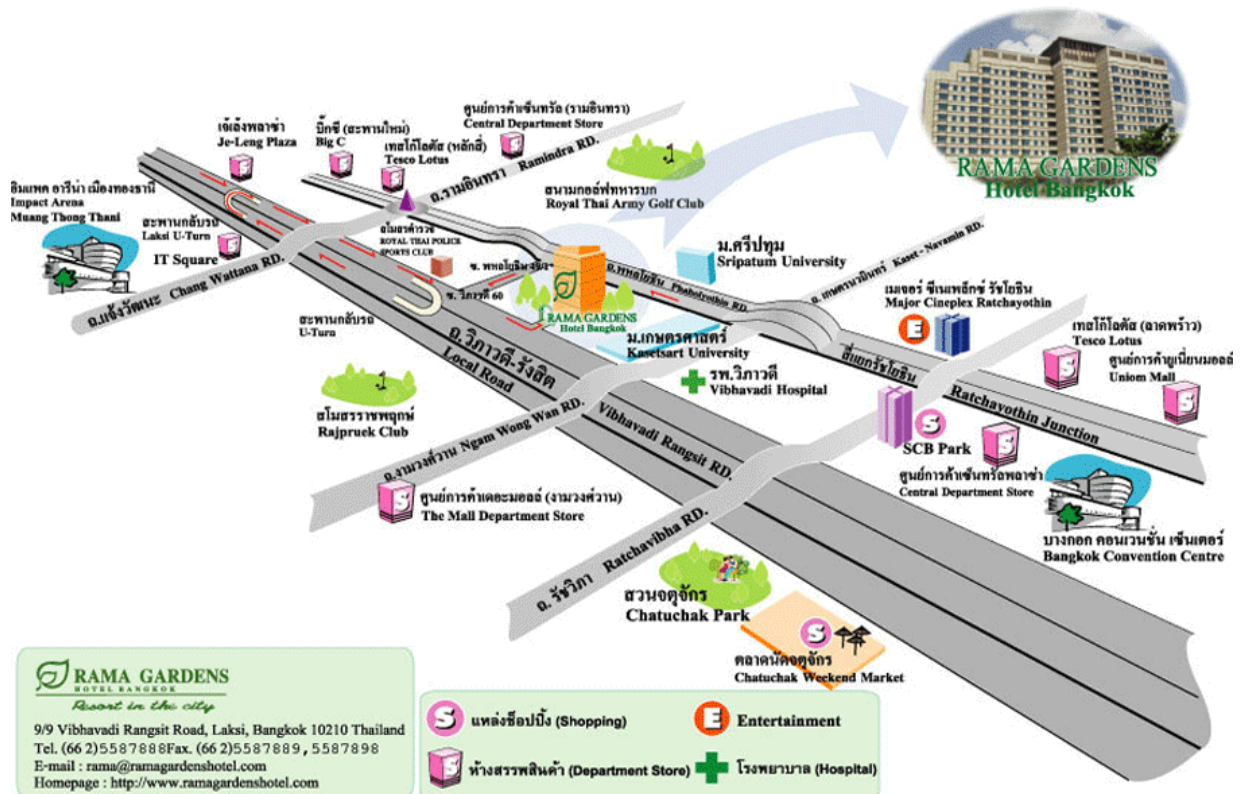 RAMA GARDENS
Hotel Bangkok
ศูนย์การค้าเซ็นทรัล (รามอินทรา)
Central Department Store
เจ้เล้งพลาซ่า
Je-Leng Plaza
บิ๊กซี (สะพานใหม่)
Big C
เทสโก้โลตัส (หลักสี่)
Tesco Lotus
ถ.รามอินทรา Ramindra RD.
สนามกอล์ฟทหารบก
Royal Thai Army Golf Club
อิมแพค อารีน่า เมืองทองธานี
Impact Arena
Muang Thong Thani
สะพานกลับรถ
Laksi U-Turn
IT Square
สโมสรตำรวจ
ROYAL THAI POLICE
SPORTS CLUB
ถ.แจ้งวัฒนะ Chang Wattana RD.
ซ. พหลโยธิน
ซ. วิภาวดี 60
ม.ศรีปทุม
Sripatum University
ถ.พหลโยธิน Phaholyothin RD.
ถ. เกษตรนวมินทร์ Kaset - Navamin RD.
RAMA GARDENS
Hotel Bangkok
สะพานกลับรถ
U-Turn
ถ.วิภาวดี-รังสิต
Local Road
Vibhavadi Rangsit RD.
ม.เกษตรศาสตร์
Kasetsart University
รพ.วิภาวดี
Vibhavadi Hospital
เมเจอร์ ซีเนเพล็กซ์ รัชโยธิน
Major Cineplex Ratchayothin
E
เทสโก้โลตัส (ลาดพร้าว)
Tesco Lotus
ศูนย์การค้ายูเนี่ยนมอลล์
Uniom Mall
สี่แยกรัชโยธิน
Ratchayothin Junction
สโมสรราชพฤกษ์
Rajpruek Club
ถ.งามวงศ์วาน Ngam Wong Wan RD.
S
SCB Park
ศูนย์การค้าเซ็นทรัลพลาซ่า
Central Department Store
ศูนย์การค้าเดอะมอลล์ (งามวงศ์วาน)
The Mall Department Store
บางกอก คอนเวนชั่น เซ็นเตอร์
Bangkok Convention Centre
ถ. รัชวิภา Ratchavibha RD.
สวนจตุจักร
Chatuchak Park
S
ตลาดนัดจตุจักร
Chatuchak Weekend Market
RAMA GARDENS
HOTEL BANGKOK
Resort in the city
9/9 Vibhavadi Rangsit Road, Laksi, Bangkok 10210 Thailand
Tel. (66 2)5587888Fax. (66 2)5587889,5587898
E-mail : rama@ramagardenshotel.com
Homepage : http://www.ramagardenshotel.com
S แหล่งช็อปปิ้ง (Shopping)
E Entertainment
S ห้างสรรพสินค้า (Department Store)
โรงพยาบาล (Hospital)